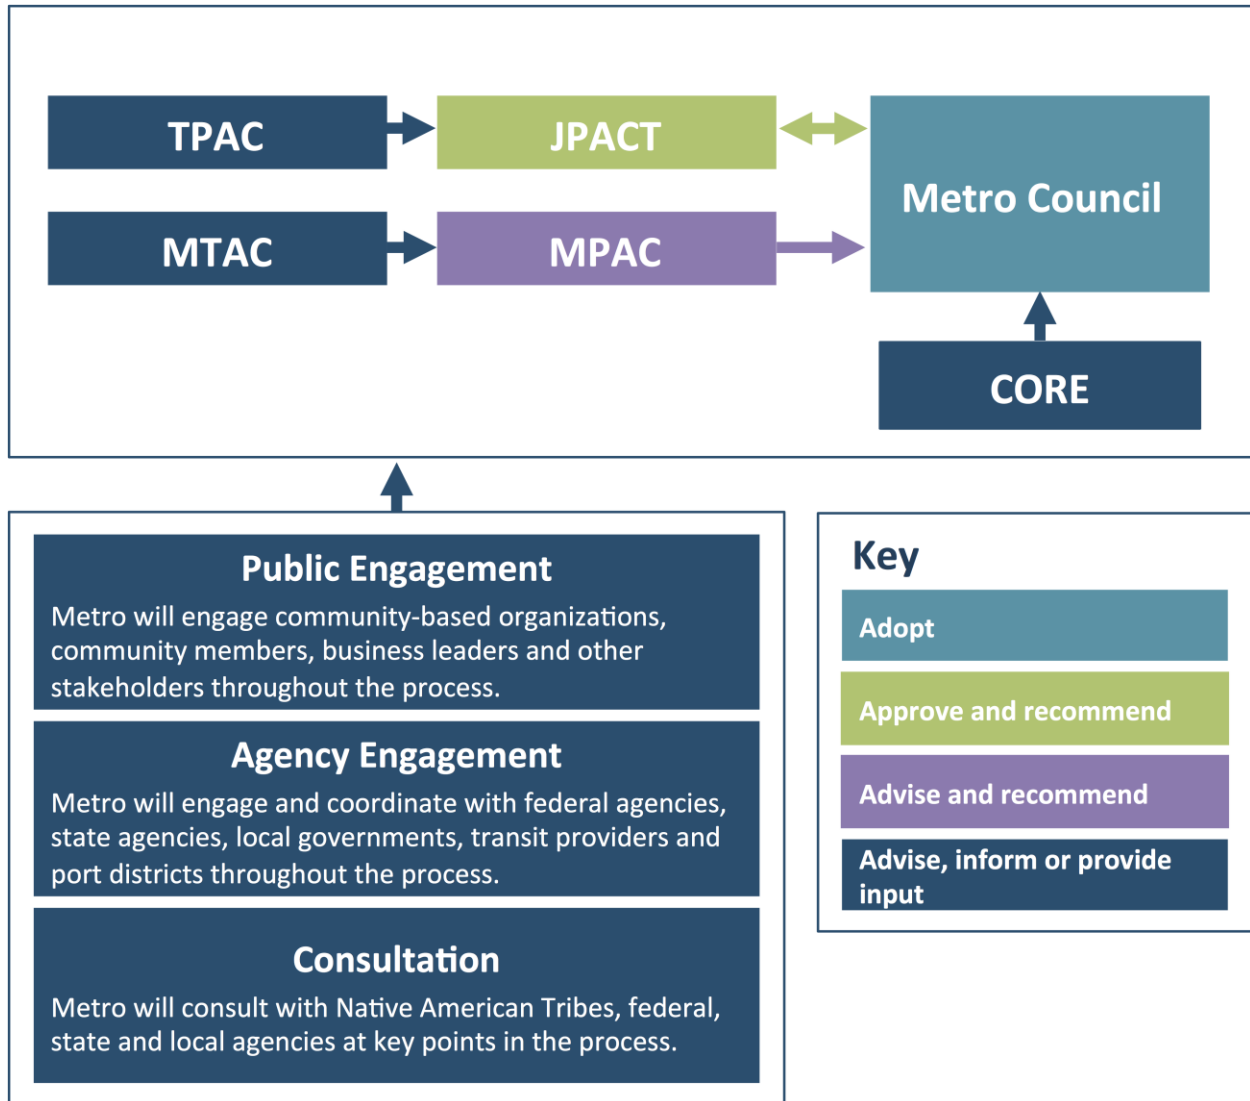 TPAC
JPACT
Metro Council
MTAC
MPAC
CORE
Public Engagement
Metro will engage community-based organizations,
community members, business leaders and other
stakeholders throughout the process.
Agency Engagement
Metro will engage and coordinate with federal agencies,
state agencies, local governments, transit providers and
port districts throughout the process.
Consultation
Metro will consult with Native American Tribes, federal,
state and local agencies at key points in the process.
Key
Adopt
Approve and recommend
Advise and recommend
Advise, inform or provide
input